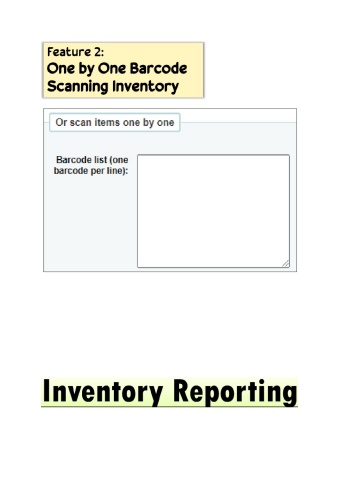 Feature 2:
One by One Barcode
Scanning Inventory
Or scan items one by one
Barcode list (one
barcode per line):
Inventory Reporting